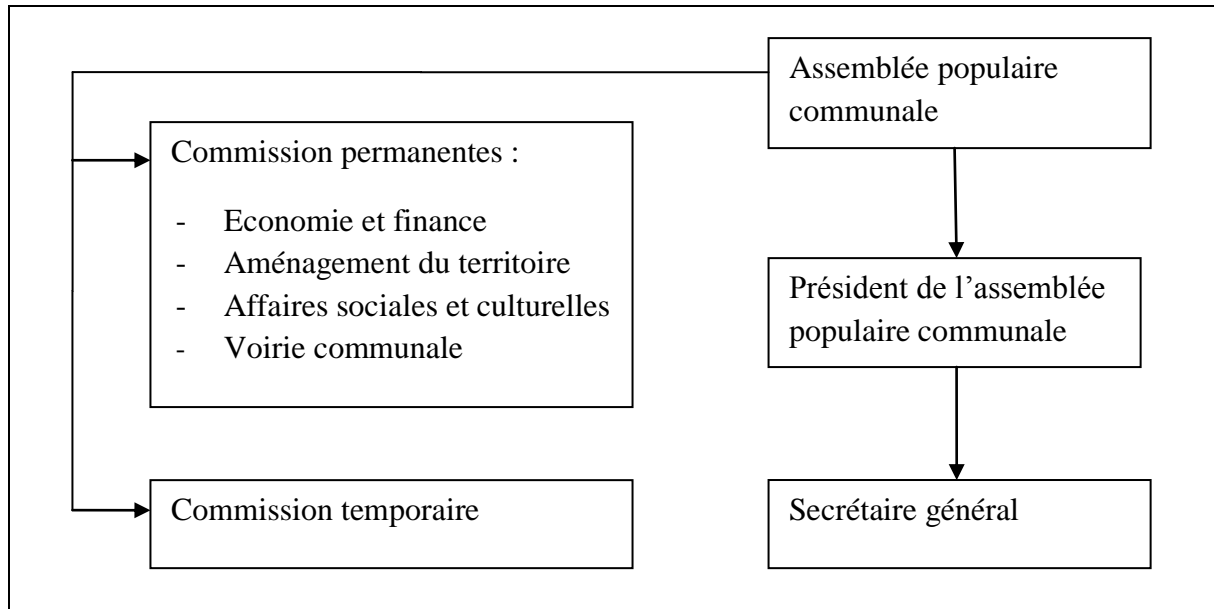 Assemblée populaire
communale
Commission permanentes :
- Economie et finance
- Aménagement du territoire
- Affaires sociales et culturelles
- Voirie communale
Président de l’assemblée
populaire communale
Commission temporaire
Secrétaire général